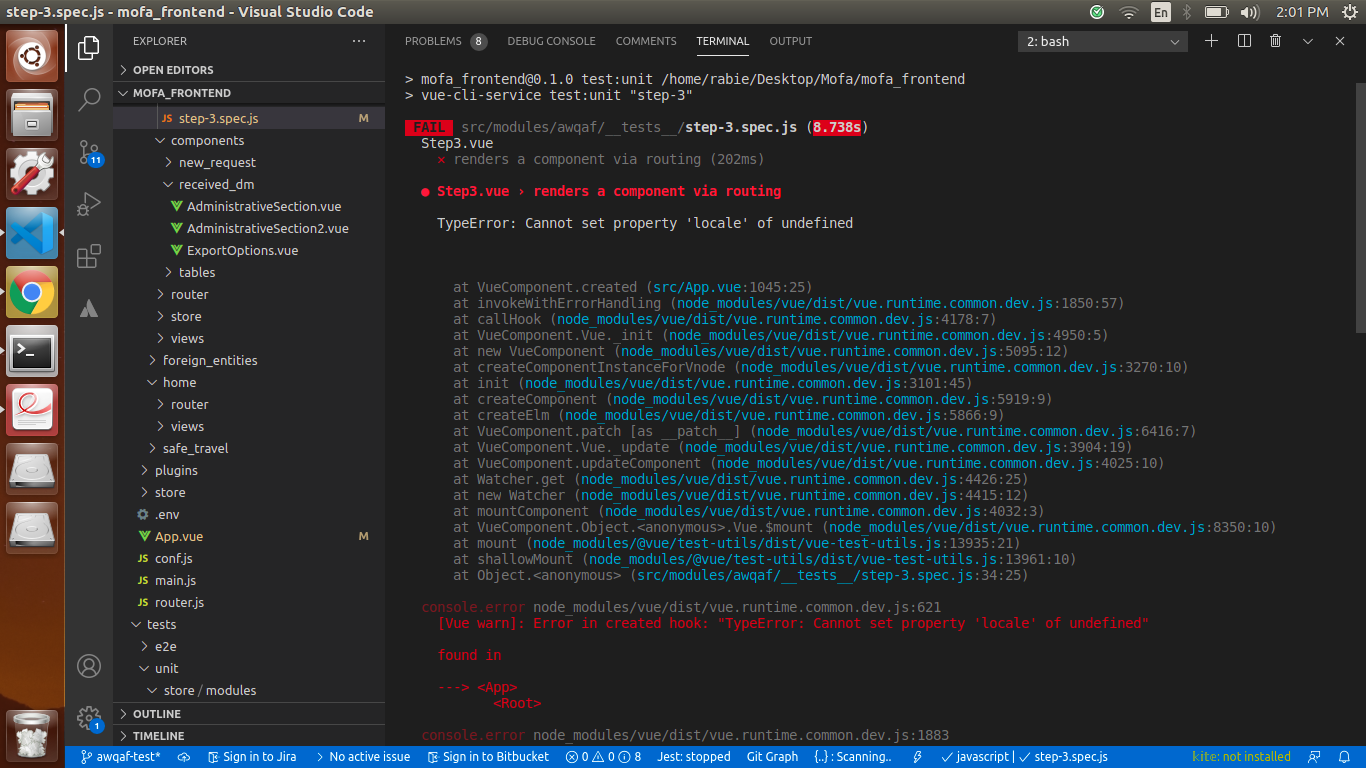 step-3.spec.js - mofa_frontend - Visual Studio Code
En
2:01 PM
EXPLORER
OPEN EDITORS
MOFA_FRONTEND
JS step-3.spec.js M
components
new_request
received_dm
AdministrativeSection.vue
AdministrativeSection2.vue
ExportOptions.vue
tables
router
store
views
foreign_entities
home
router
views
safe_travel
plugins
store
.env
App.vue M
JS conf.js
JS main.js
JS router.js
tests
e2e
unit
store / modules
OUTLINE
TIMELINE
11
1
PROBLEMS 8 DEBUG CONSOLE COMMENTS TERMINAL OUTPUT
2: bash
> mofa_frontend@0.1.0 test:unit /home/rabie/Desktop/Mofa/mofa_frontend
> vue-cli-service test:unit "step-3"
FAIL src/modules/awqaf/__tests__/step-3.spec.js (8.738s)
Step3.vue
✕ renders a component via routing (202ms)
● Step3.vue › renders a component via routing
TypeError: Cannot set property 'locale' of undefined
at VueComponent.created (src/App.vue:1045:25)
at invokeWithErrorHandling (node_modules/vue/dist/vue.runtime.common.dev.js:1850:57)
at callHook (node_modules/vue/dist/vue.runtime.common.dev.js:4178:7)
at VueComponent.Vue._init (node_modules/vue/dist/vue.runtime.common.dev.js:4950:5)
at new VueComponent (node_modules/vue/dist/vue.runtime.common.dev.js:5095:12)
at createComponentInstanceForVnode (node_modules/vue/dist/vue.runtime.common.dev.js:3270:10)
at init (node_modules/vue/dist/vue.runtime.common.dev.js:3101:45)
at createComponent (node_modules/vue/dist/vue.runtime.common.dev.js:5919:9)
at createElm (node_modules/vue/dist/vue.runtime.common.dev.js:5866:9)
at VueComponent.patch [as __patch__] (node_modules/vue/dist/vue.runtime.common.dev.js:6416:7)
at VueComponent.Vue._update (node_modules/vue/dist/vue.runtime.common.dev.js:3904:19)
at VueComponent.updateComponent (node_modules/vue/dist/vue.runtime.common.dev.js:4025:10)
at Watcher.get (node_modules/vue/dist/vue.runtime.common.dev.js:4426:25)
at new Watcher (node_modules/vue/dist/vue.runtime.common.dev.js:4415:12)
at mountComponent (node_modules/vue/dist/vue.runtime.common.dev.js:4032:3)
at VueComponent.Object.<anonymous>.Vue.$mount (node_modules/vue/dist/vue.runtime.common.dev.js:8350:10)
at mount (node_modules/@vue/test-utils/dist/vue-test-utils.js:13935:21)
at shallowMount (node_modules/@vue/test-utils/dist/vue-test-utils.js:13961:10)
at Object.<anonymous> (src/modules/awqaf/__tests__/step-3.spec.js:34:25)
console.error node_modules/vue/dist/vue.runtime.common.dev.js:621
[Vue warn]: Error in created hook: "TypeError: Cannot set property 'locale' of undefined"
found in
---> <App>
<Root>
console.error node_modules/vue/dist/vue.runtime.common.dev.js:1883
awqaf-test* Sign in to Jira No active issue Sign in to Bitbucket 0 0 8 Jest: stopped Git Graph {..} : Scanning.. javascript | step-3.spec.js kite: not installed